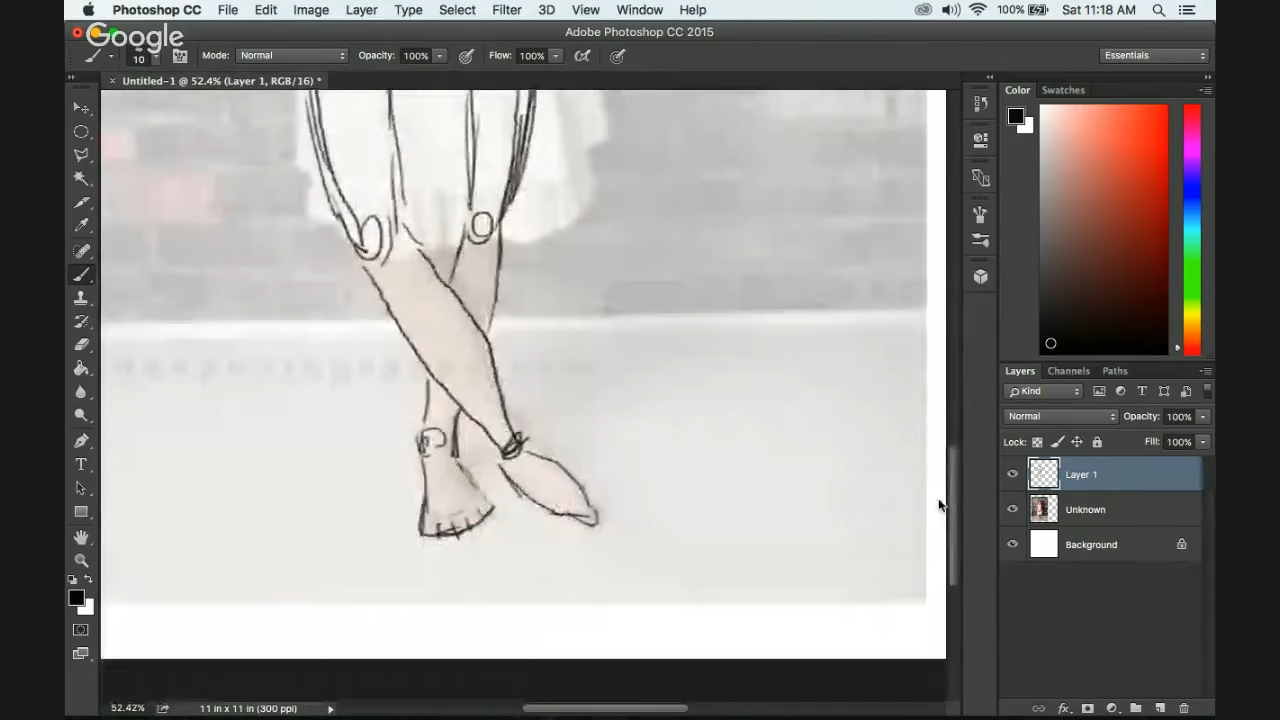 Photoshop CC File Edit Image Layer Type Select Filter 3D View Window Help 100% Sat 11:18 AM
Google
Adobe Photoshop CC 2015
10 Mode: Normal Opacity: 100% Flow: 100% Essentials
× Untitled-1 @ 52.4% (Layer 1, RGB/16) *
Color Swatches
Layers Channels Paths
Kind
Normal Opacity: 100%
Lock: Fill: 100%
Layer 1
Unknown
Background
52.42% 11 in x 11 in (300 ppi)